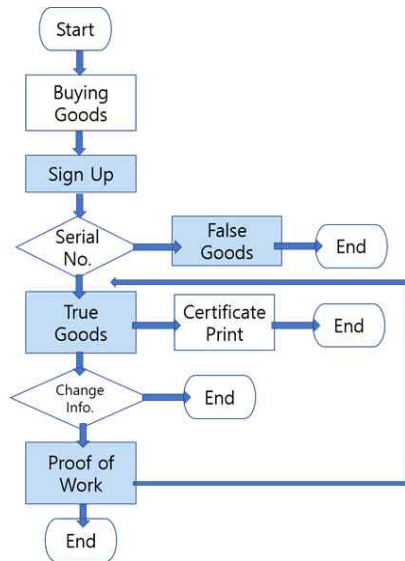 Start
Buying
Goods
Sign Up
Serial
No.
False
Goods
End
True
Goods
Certificate
Print
End
Change
Info.
End
Proof of
Work
End